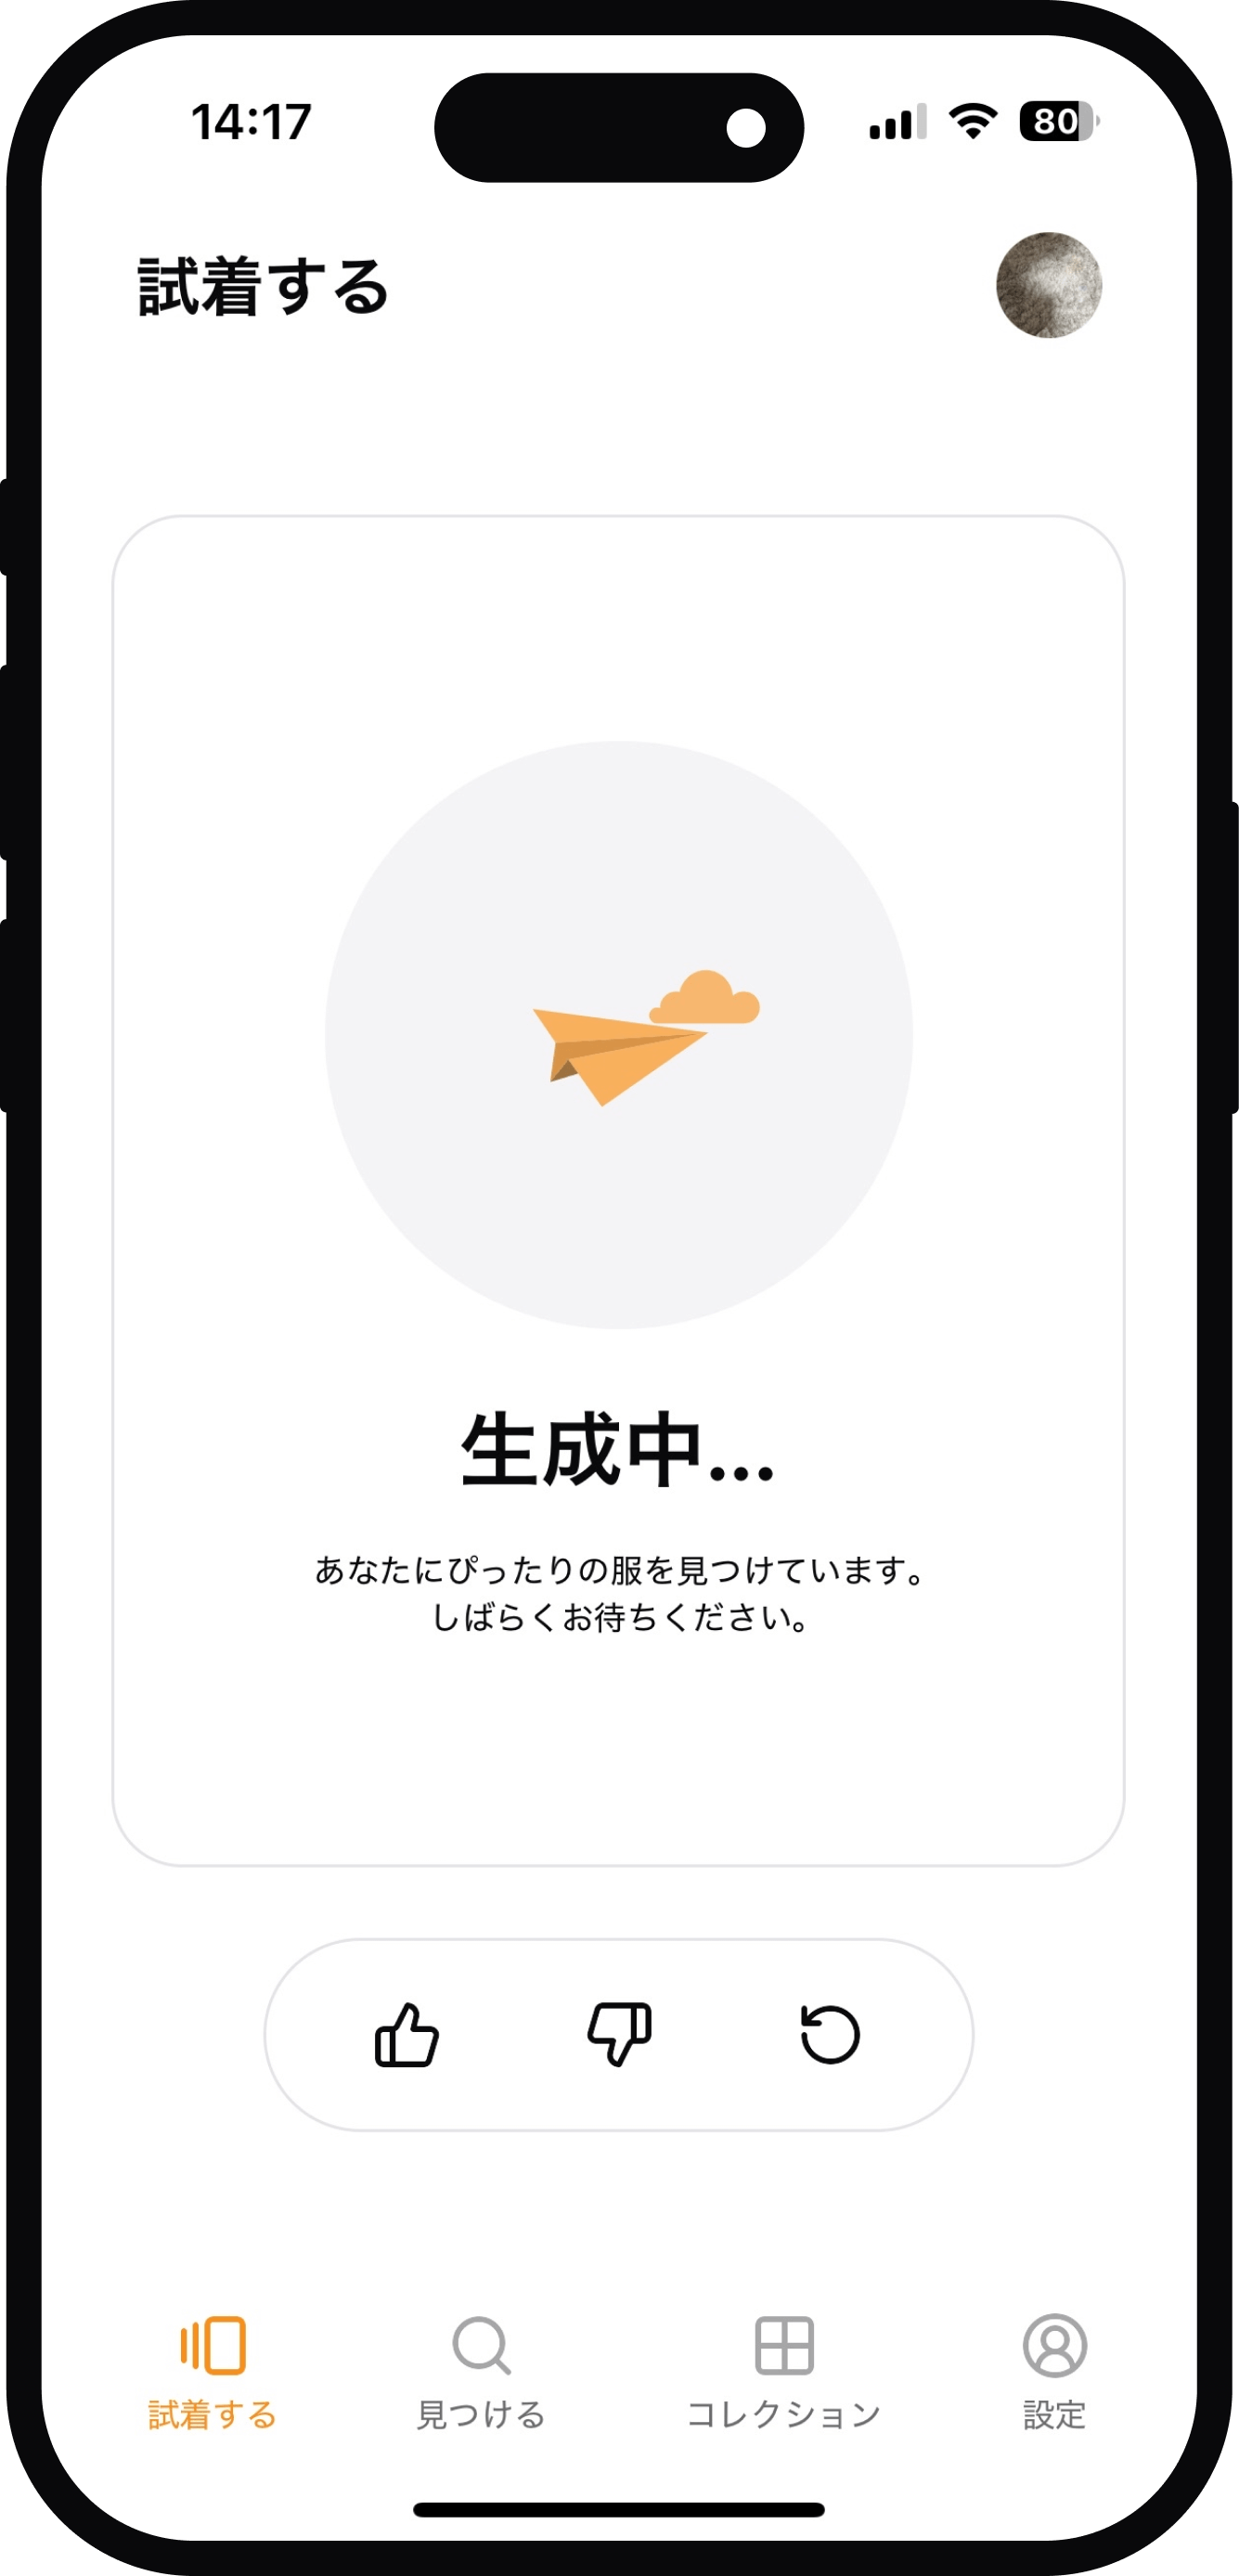 14:17
80
試着する
生成中...
あなたにぴったりの服を見つけています。
しばらくお待ちください。
試着する
見つける
コレクション
設定